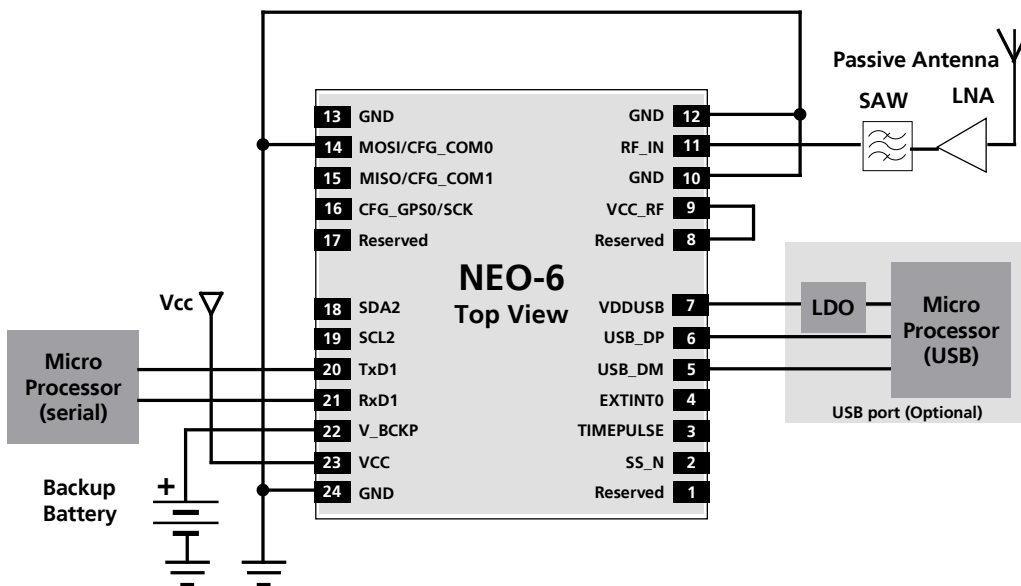 Passive Antenna
SAW
LNA
13 GND
14 MOSI/CFG_COM0
15 MISO/CFG_COM1
16 CFG_GPS0/SCK
17 Reserved
18 SDA2
19 SCL2
20 TxD1
21 RxD1
22 V_BCKP
23 VCC
24 GND
NEO-6
Top View
GND 12
RF_IN 11
GND 10
VCC_RF 9
Reserved 8
VDDUSB 7
USB_DP 6
USB_DM 5
EXTINT0 4
TIMEPULSE 3
SS_N 2
Reserved 1
Vcc
Micro
Processor
(serial)
Backup
Battery
+
LDO
Micro
Processor
(USB)
USB port (Optional)